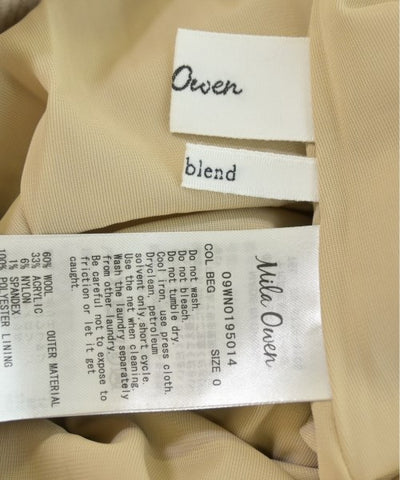 Owen
blend
Mila Owen
09WN0195014
COL BEG SIZE 0
Do not wash.
Do not bleach.
Do not tumble dry.
Cool iron, use press cloth.
Dryclean, petroleum
solvent only short cycle.
Use the net when cleaning.
Wash the laundry separately
from other laundry.
Be careful not to expose to
friction or let it get
caught.
OUTER MATERIAL
60% WOOL
33% ACRYLIC
6% NYLON
1% SPANDEX
LINING
100% POLYESTER